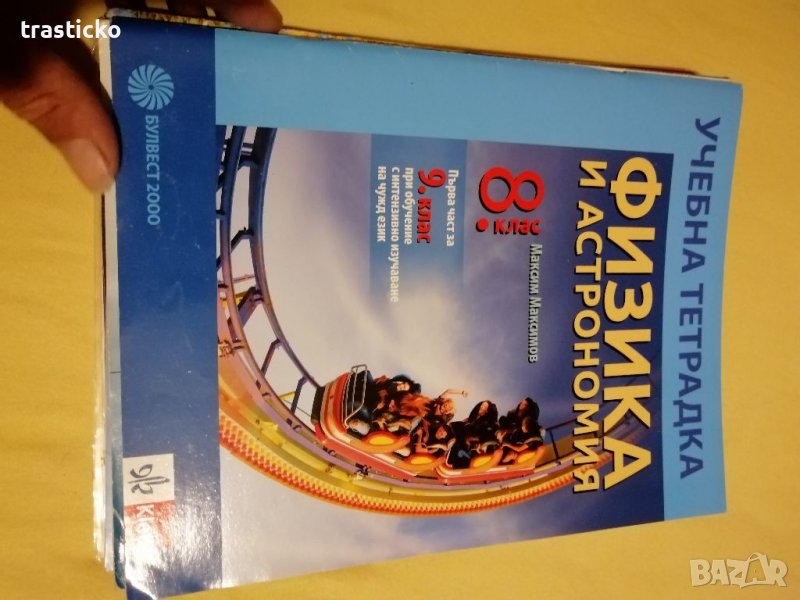 trasticko
УЧЕБНА ТЕТРАДКА
ФИЗИКА
И АСТРОНОМИЯ
Максим Максимов
8. клас
Първа част за
9. клас
при обучение
с интензивно изучаване
на чужд език
БУЛВЕСТ 2000
BAZAR